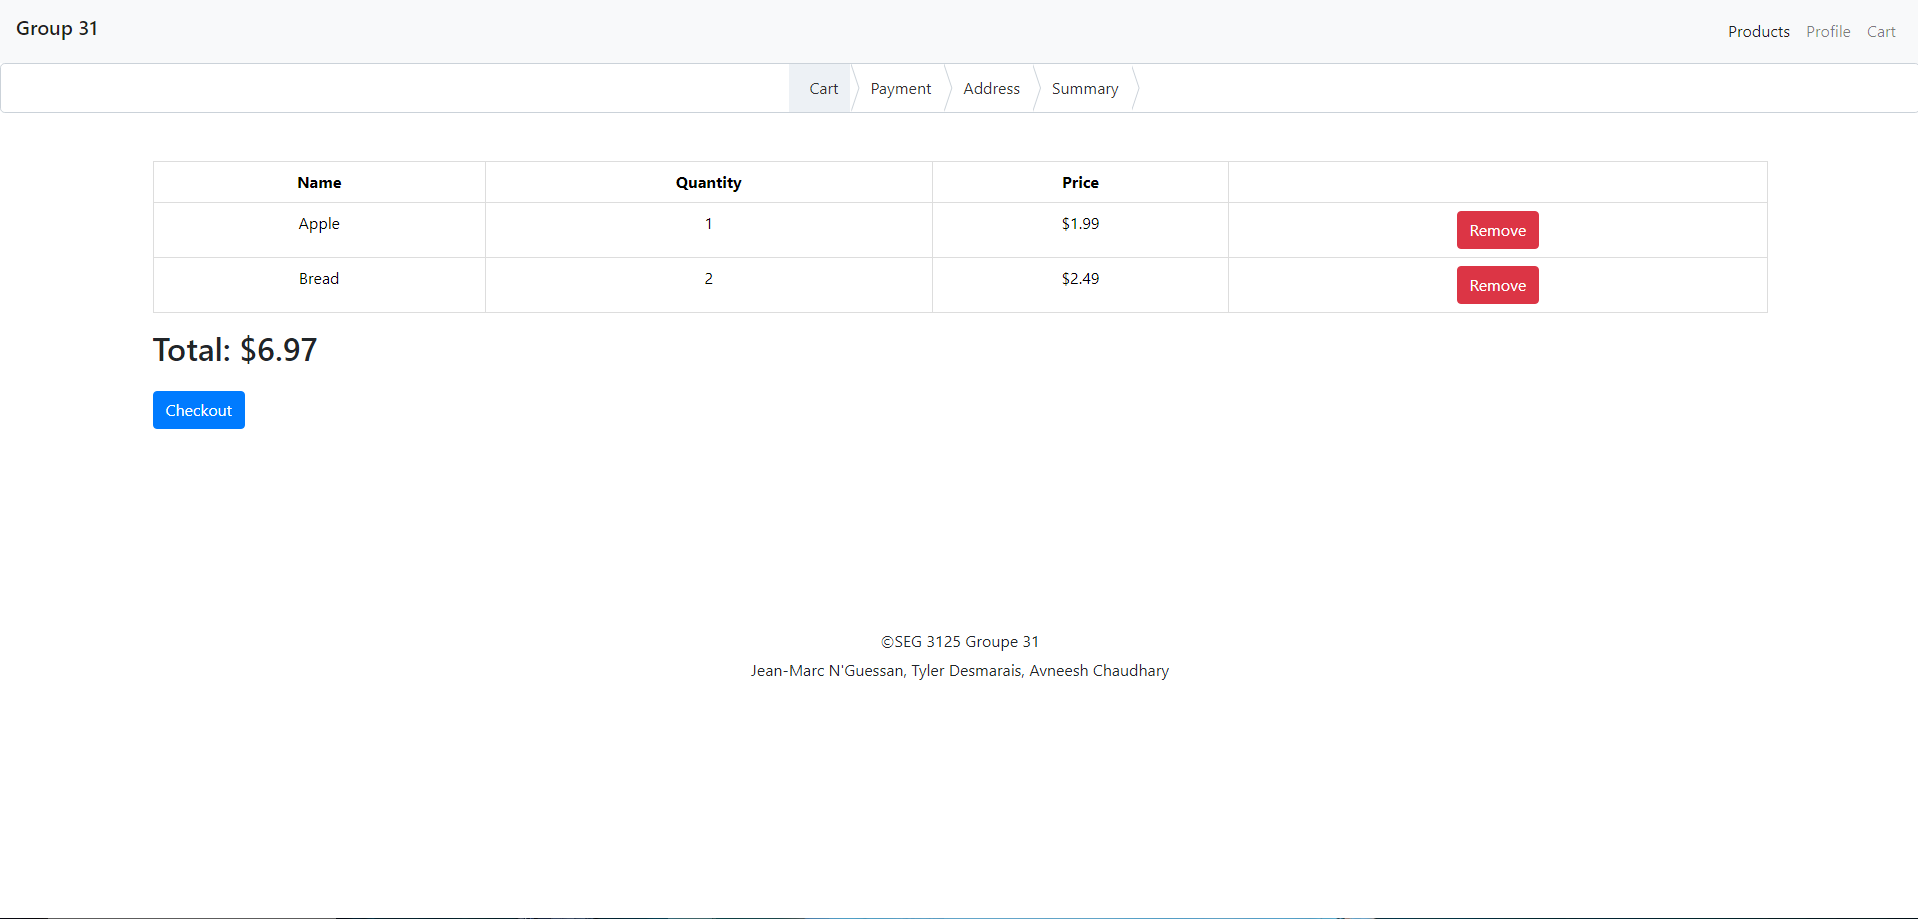 Group 31
Products Profile Cart
Cart Payment Address Summary
Name Quantity Price
Apple 1 $1.99 Remove
Bread 2 $2.49 Remove
Total: $6.97
Checkout
©SEG 3125 Groupe 31
Jean-Marc N'Guessan, Tyler Desmarais, Avneesh Chaudhary